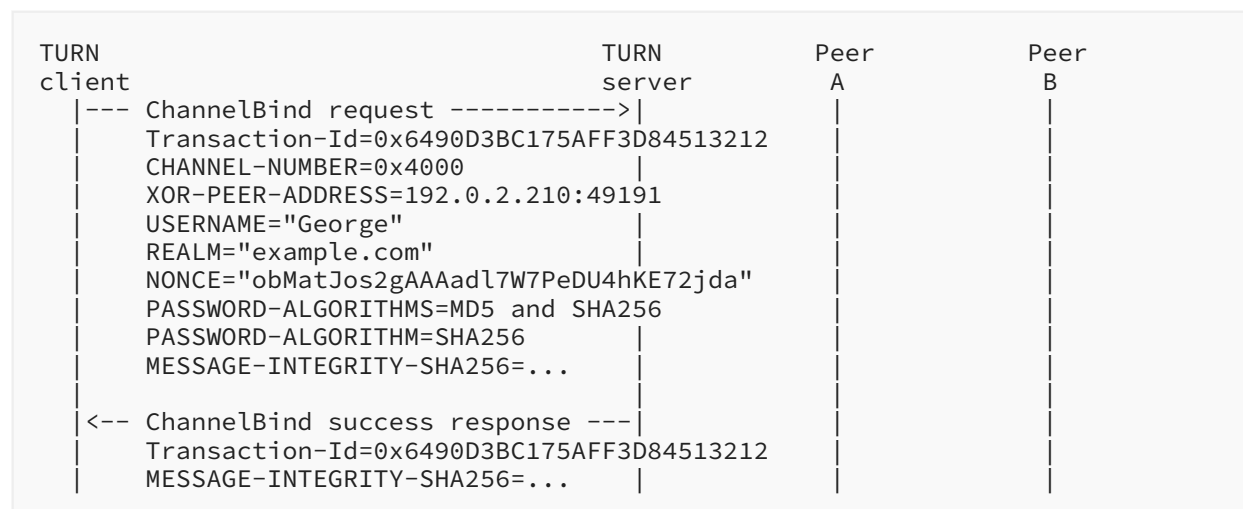 TURN                                 TURN          Peer          Peer
client                               server         A             B
  |--- ChannelBind request ----------->|            |             |
  |    Transaction-Id=0x6490D3BC175AFF3D84513212    |             |
  |    CHANNEL-NUMBER=0x4000           |            |             |
  |    XOR-PEER-ADDRESS=192.0.2.210:49191           |             |
  |    USERNAME="George"               |            |             |
  |    REALM="example.com"             |            |             |
  |    NONCE="obMatJos2gAAAadl7W7PeDU4hKE72jda"     |             |
  |    PASSWORD-ALGORITHMS=MD5 and SHA256           |             |
  |    PASSWORD-ALGORITHM=SHA256       |            |             |
  |    MESSAGE-INTEGRITY-SHA256=...    |            |             |
  |                                    |            |             |
  |<-- ChannelBind success response ---|            |             |
  |    Transaction-Id=0x6490D3BC175AFF3D84513212    |             |
  |    MESSAGE-INTEGRITY-SHA256=...    |            |             |